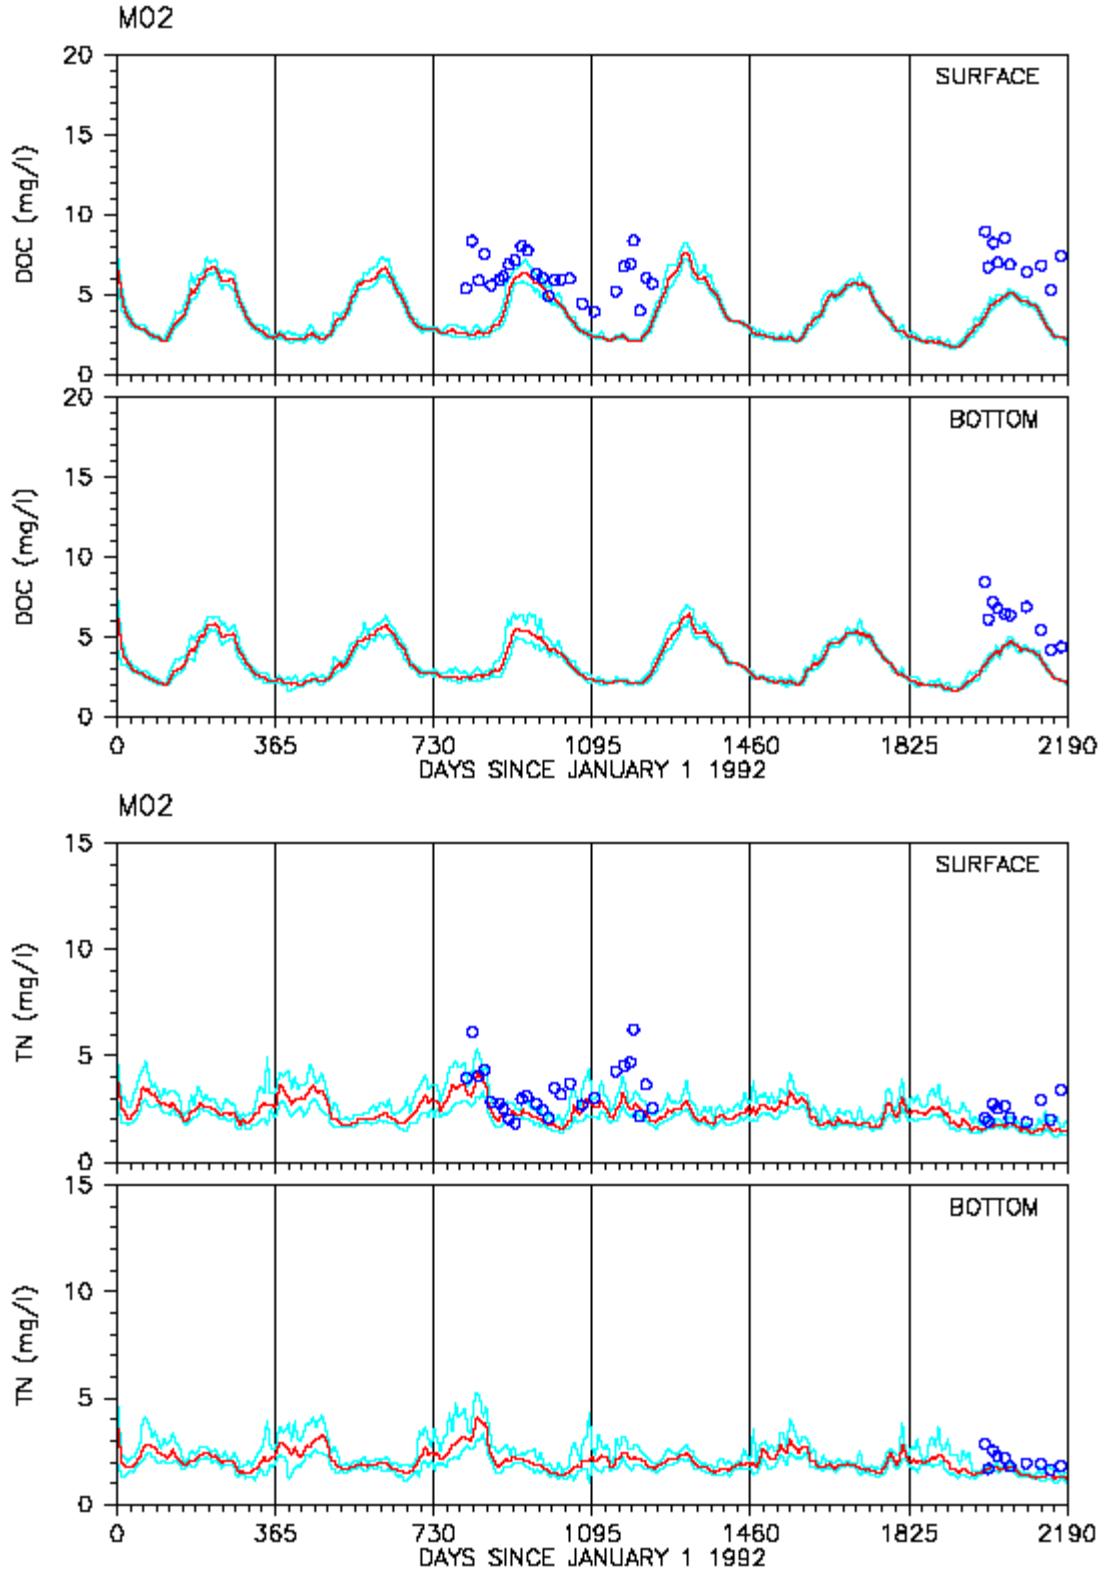 M02
20
SURFACE
15
DOC (mg/l)
10
5
0
20
BOTTOM
15
DOC (mg/l)
10
5
0
0 365 730 1095 1460 1825 2190
DAYS SINCE JANUARY 1 1992
M02
15
SURFACE
10
TN (mg/l)
5
0
15
BOTTOM
10
TN (mg/l)
5
0
0 365 730 1095 1460 1825 2190
DAYS SINCE JANUARY 1 1992